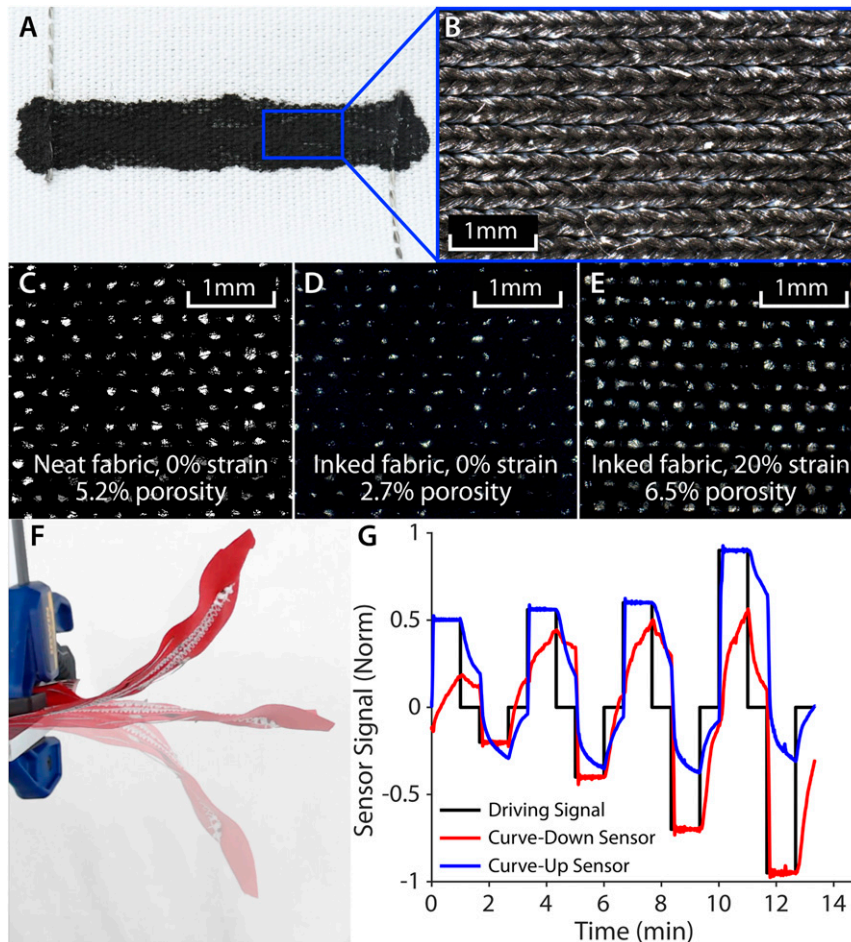 A
B
1mm
C
1mm
Neat fabric, 0% strain
5.2% porosity
D
1mm
Inked fabric, 0% strain
2.7% porosity
E
1mm
Inked fabric, 20% strain
6.5% porosity
F
G
Sensor Signal (Norm)
1
0.5
0
-0.5
-1
Driving Signal
Curve-Down Sensor
Curve-Up Sensor
0 2 4 6 8 10 12 14
Time (min)